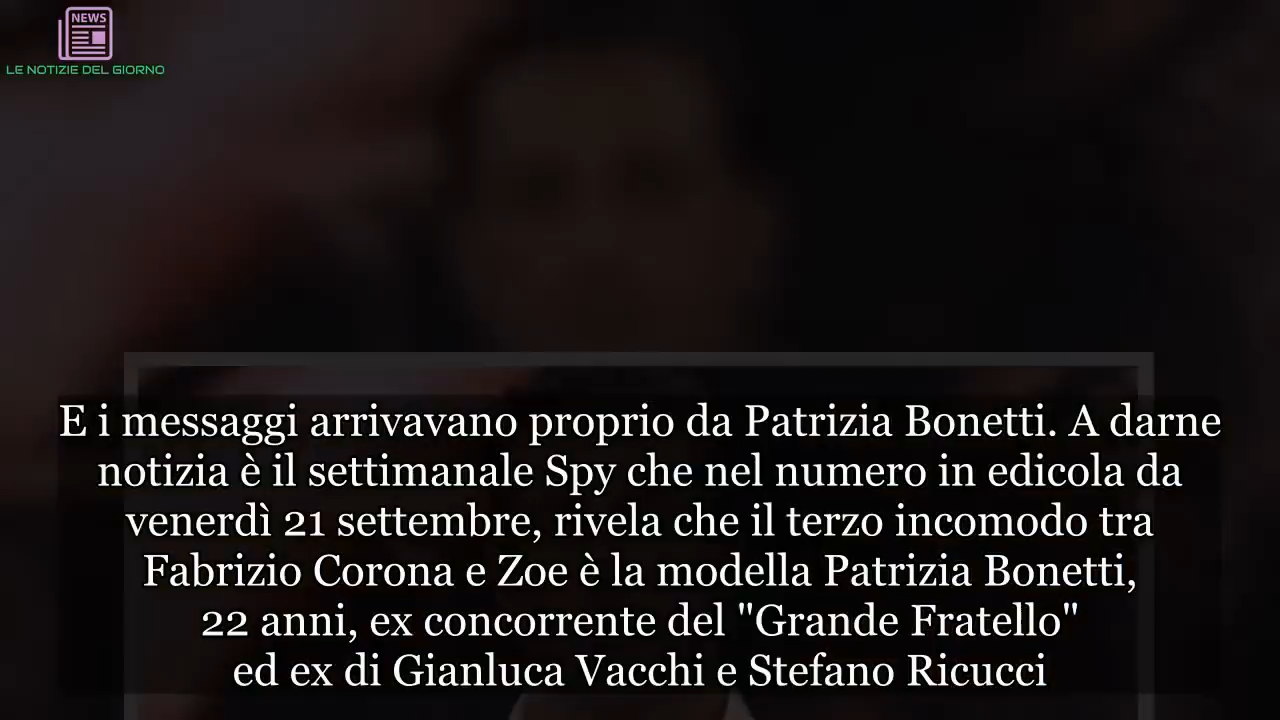 NEWS
LE NOTIZIE DEL GIORNO
E i messaggi arrivavano proprio da Patrizia Bonetti. A darne
notizia è il settimanale Spy che nel numero in edicola da
venerdì 21 settembre, rivela che il terzo incomodo tra
Fabrizio Corona e Zoe è la modella Patrizia Bonetti,
22 anni, ex concorrente del "Grande Fratello"
ed ex di Gianluca Vacchi e Stefano Ricucci